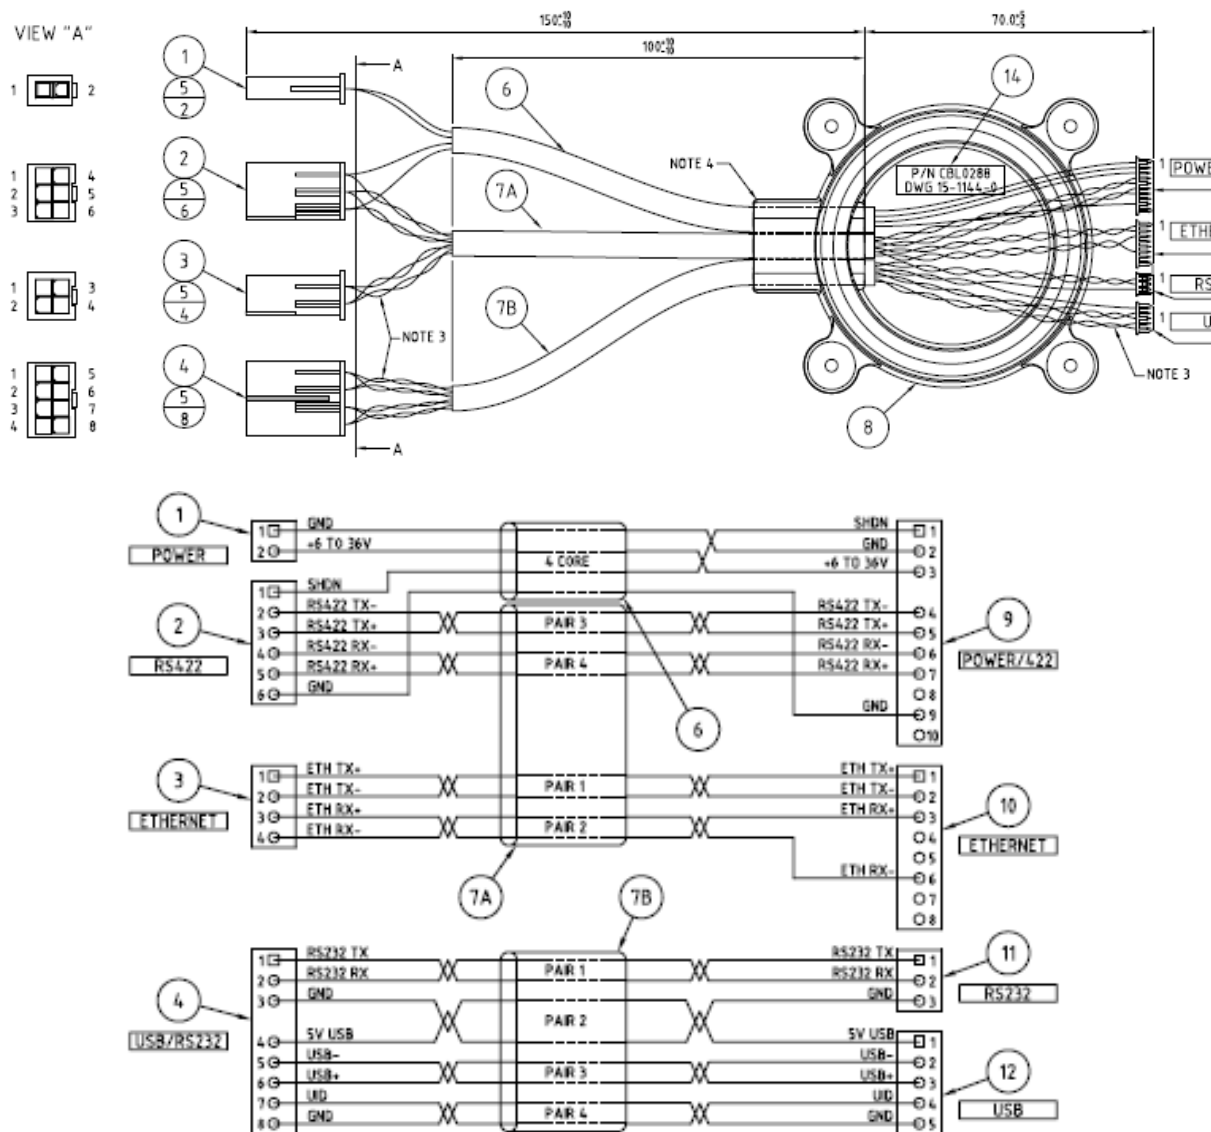 VIEW "A"
1 2
1 4
2 5
3 6
1 3
2 4
1 5
2 6
3 7
4 8
150 +10 -10
70.0 +5 -5
100 +10 -10
A
A
1
5
2
2
5
6
3
5
4
4
5
8
6
7A
7B
14
8
NOTE 4
NOTE 3
NOTE 3
P/N CBL0288
DWG 15-1144-0
1 POWE
1 ETHE
1 RS
1 U
1
POWER
1 GND
2 +6 TO 36V
4 CORE
SHDN 1
GND 2
+6 TO 36V 3
2
RS422
1 SHDN
2 RS422 TX-
3 RS422 TX+
4 RS422 RX-
5 RS422 RX+
6 GND
PAIR 3
PAIR 4
RS422 TX- 4
RS422 TX+ 5
RS422 RX- 6
RS422 RX+ 7
8
GND 9
10
9
POWER/422
6
3
ETHERNET
1 ETH TX+
2 ETH TX-
3 ETH RX+
4 ETH RX-
PAIR 1
PAIR 2
ETH TX+ 1
ETH TX- 2
ETH RX+ 3
4
5
ETH RX- 6
7
8
10
ETHERNET
7A
7B
4
USB/RS232
1 RS232 TX
2 RS232 RX
3 GND
4 5V USB
5 USB-
6 USB+
7 UID
8 GND
PAIR 1
PAIR 2
PAIR 3
PAIR 4
RS232 TX 1
RS232 RX 2
GND 3
11
RS232
5V USB 1
USB- 2
USB+ 3
UID 4
GND 5
12
USB